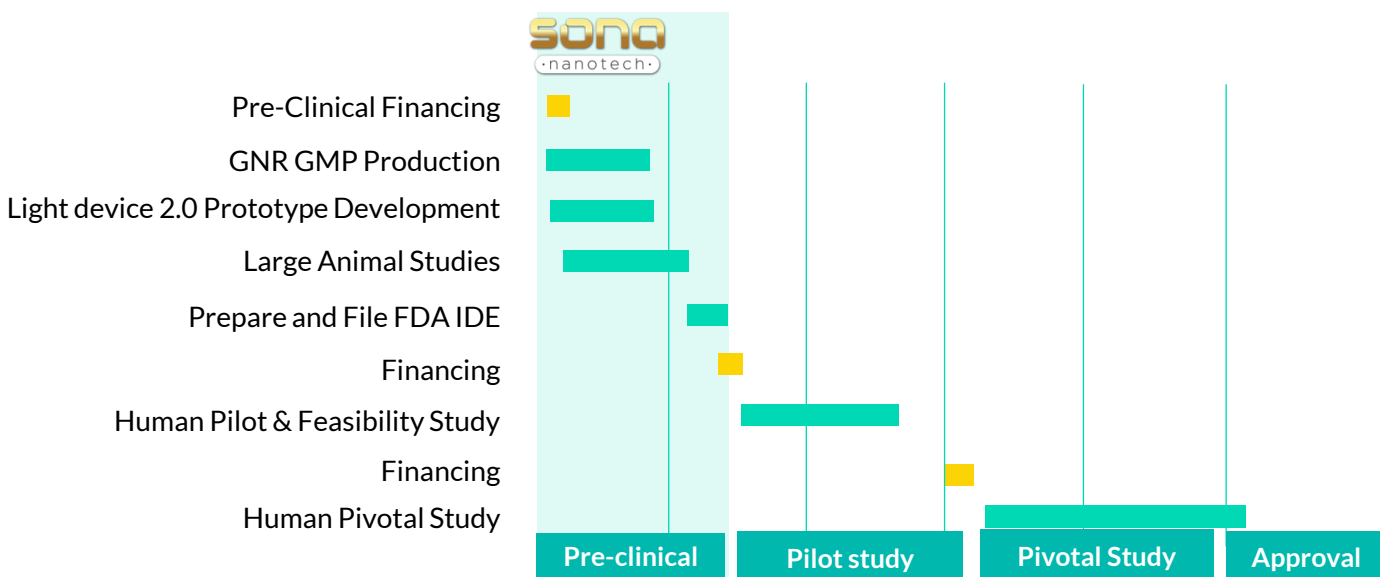 sona
·nanotech·
Pre-Clinical Financing
GNR GMP Production
Light device 2.0 Prototype Development
Large Animal Studies
Prepare and File FDA IDE
Financing
Human Pilot & Feasibility Study
Financing
Human Pivotal Study
Pre-clinical
Pilot study
Pivotal Study
Approval